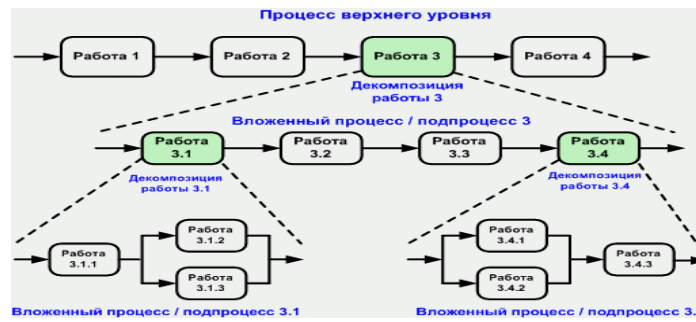 Процесс верхнего уровня
Работа 1
Работа 2
Работа 3
Работа 4
Декомпозиция
работы 3
Вложенный процесс / подпроцесс 3
Работа
3.1
Работа
3.2
Работа
3.3
Работа
3.4
Декомпозиция
работы 3.1
Декомпозиция
работы 3.4
Работа
3.1.1
Работа
3.1.2
Работа
3.1.3
Работа
3.4.1
Работа
3.4.2
Работа
3.4.3
Вложенный процесс / подпроцесс 3.1
Вложенный процесс / подпроцесс 3.